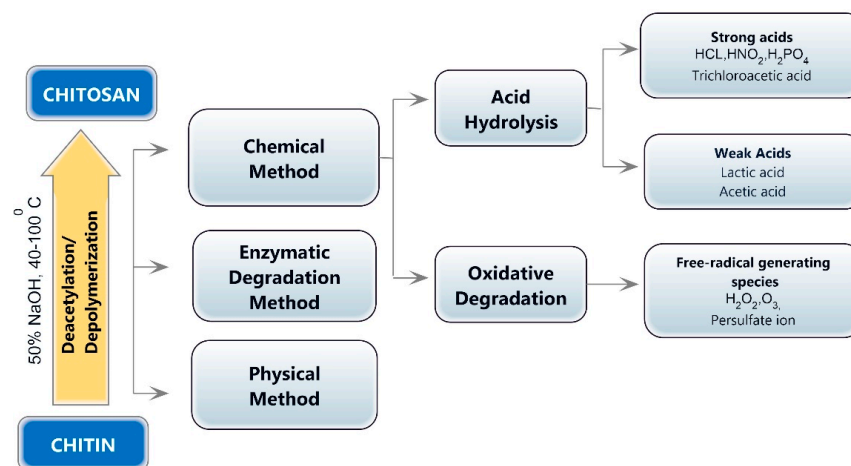 CHITOSAN
50% NaOH, 40-100 ⁰ C
Deacetylation/
Depolymerization
CHITIN
Chemical
Method
Enzymatic
Degradation
Method
Physical
Method
Acid
Hydrolysis
Oxidative
Degradation
Strong acids
HCL,HNO₂,H₂PO₄
Trichloroacetic acid
Weak Acids
Lactic acid
Acetic acid
Free-radical generating
species
H₂O₂,O₃,
Persulfate ion